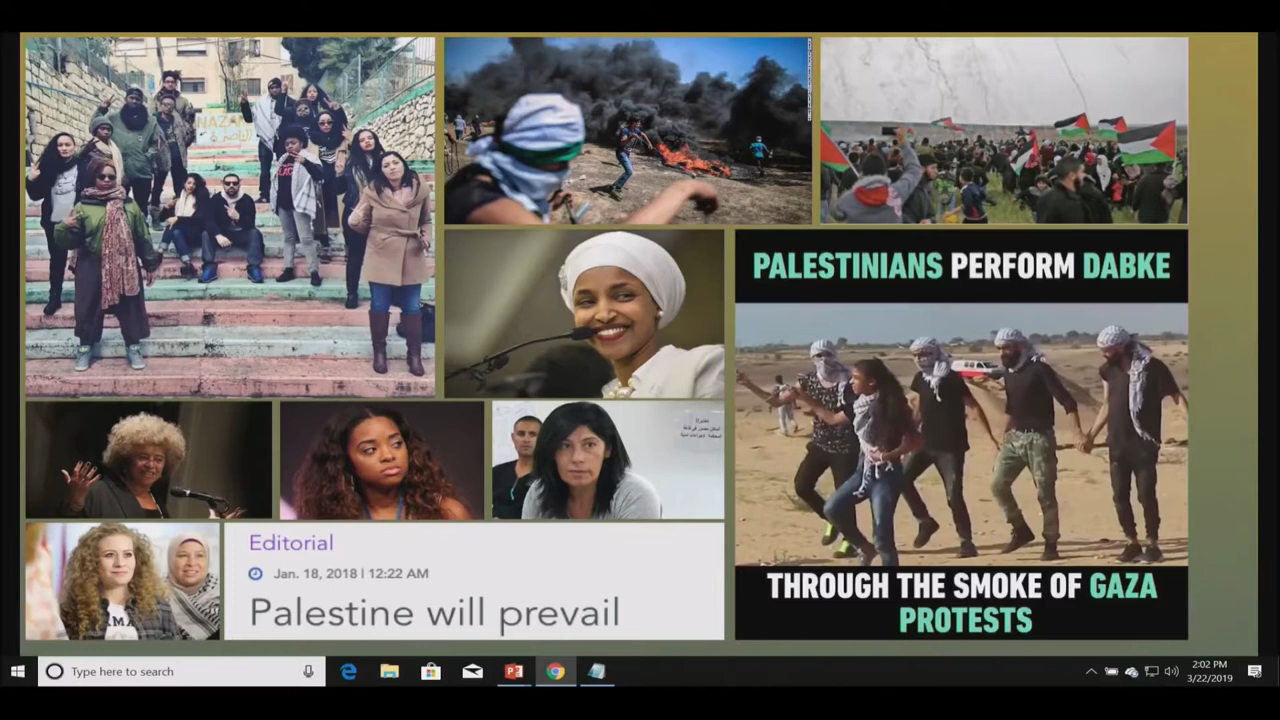 NAZAR
PALESTINIANS PERFORM DABKE
THROUGH THE SMOKE OF GAZA
PROTESTS
Editorial
Jan. 18, 2018 | 12:22 AM
Palestine will prevail
Type here to search
2:02 PM
3/22/2019